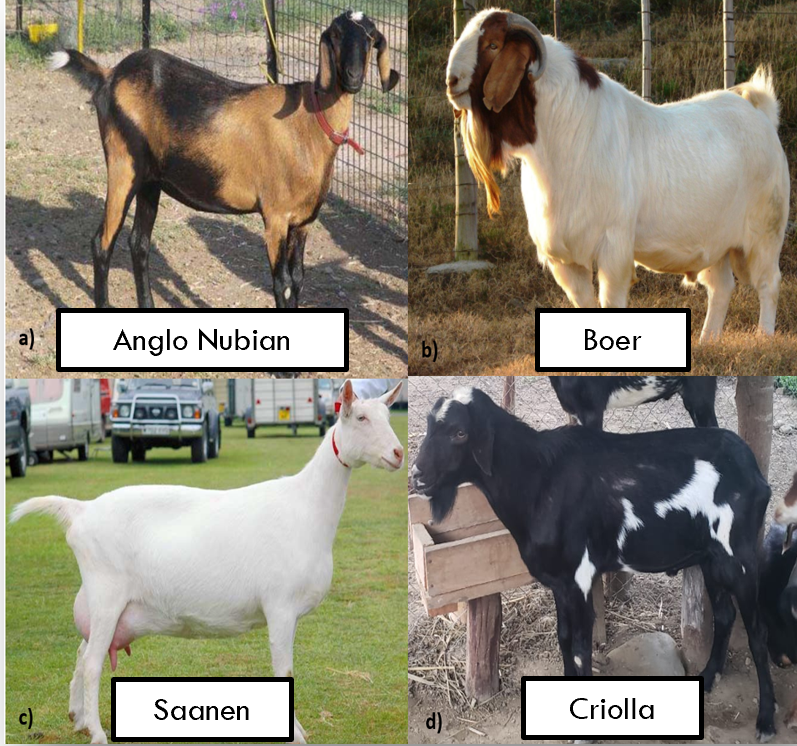 a)
Anglo Nubian
b)
Boer
c)
Saanen
d)
Criolla